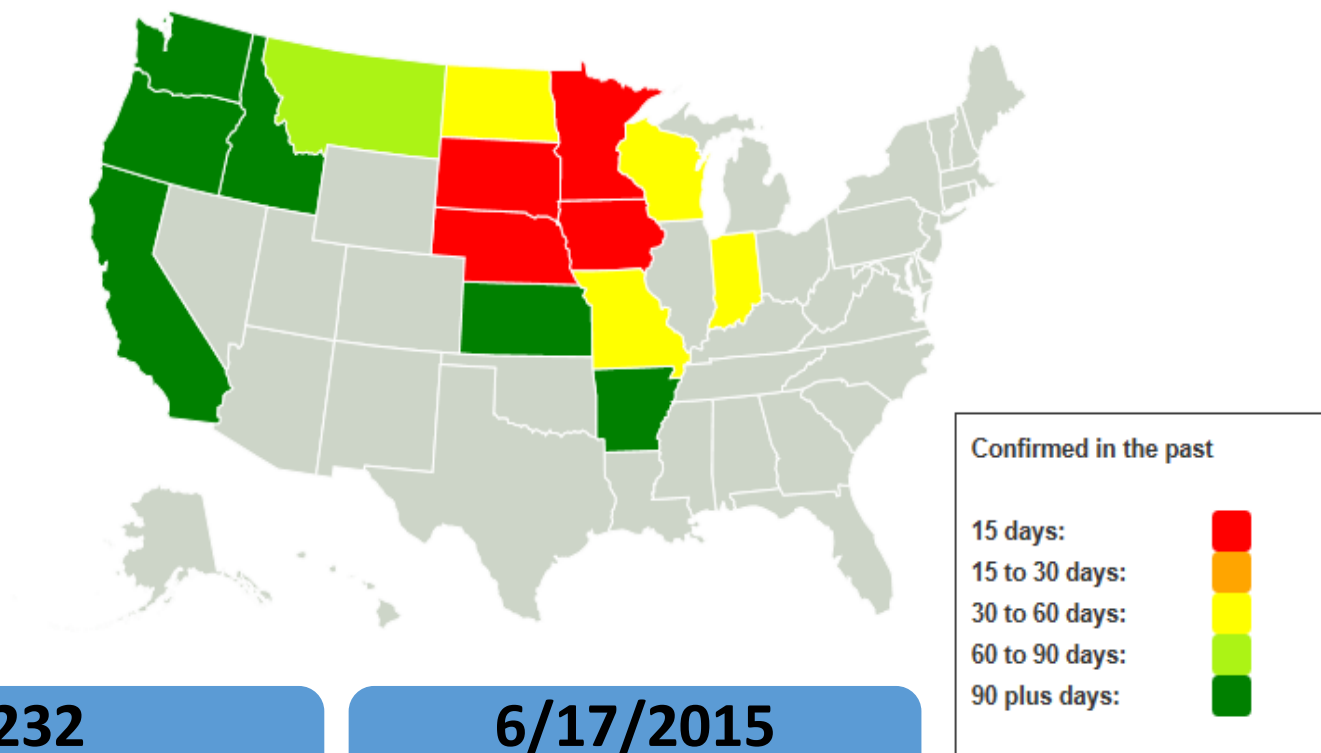 Confirmed in the past
15 days:
15 to 30 days:
30 to 60 days:
60 to 90 days:
90 plus days:
232
6/17/2015